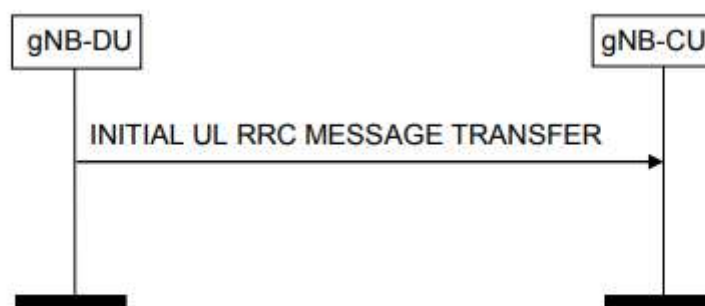 gNB-DU
gNB-CU
INITIAL UL RRC MESSAGE TRANSFER